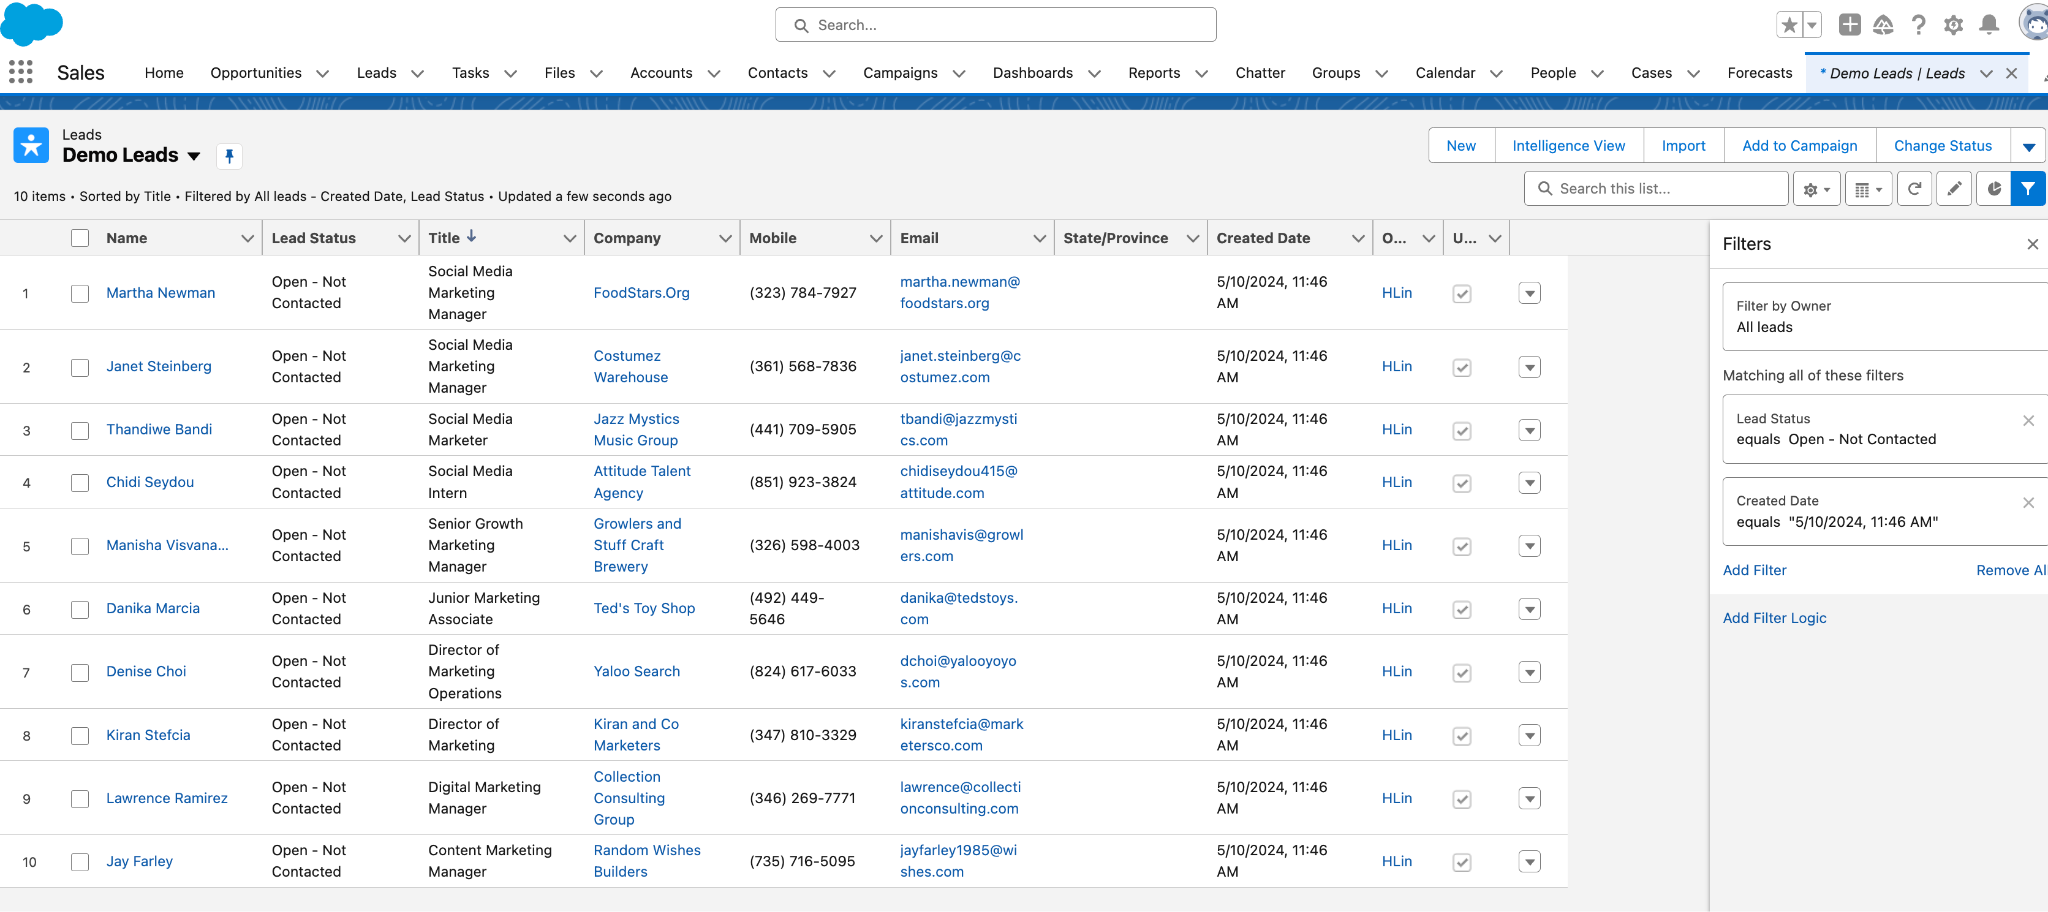 Search...
Sales Home Opportunities Leads Tasks Files Accounts Contacts Campaigns Dashboards Reports Chatter Groups Calendar People Cases Forecasts * Demo Leads | Leads
Leads
Demo Leads
New Intelligence View Import Add to Campaign Change Status
10 items • Sorted by Title • Filtered by All leads - Created Date, Lead Status • Updated a few seconds ago
Search this list...
Name Lead Status Title Company Mobile Email State/Province Created Date O... U...
1 Martha Newman
Open - Not
Contacted
Social Media
Marketing
Manager
FoodStars.Org
(323) 784-7927
martha.newman@
foodstars.org
5/10/2024, 11:46
AM
HLin
2 Janet Steinberg
Open - Not
Contacted
Social Media
Marketing
Manager
Costumez
Warehouse
(361) 568-7836
janet.steinberg@c
ostumez.com
5/10/2024, 11:46
AM
HLin
3 Thandiwe Bandi
Open - Not
Contacted
Social Media
Marketer
Jazz Mystics
Music Group
(441) 709-5905
tbandi@jazzmysti
cs.com
5/10/2024, 11:46
AM
HLin
4 Chidi Seydou
Open - Not
Contacted
Social Media
Intern
Attitude Talent
Agency
(851) 923-3824
chidiseydou415@
attitude.com
5/10/2024, 11:46
AM
HLin
5 Manisha Visvana...
Open - Not
Contacted
Senior Growth
Marketing
Manager
Growlers and
Stuff Craft
Brewery
(326) 598-4003
manishavis@growl
ers.com
5/10/2024, 11:46
AM
HLin
6 Danika Marcia
Open - Not
Contacted
Junior Marketing
Associate
Ted's Toy Shop
(492) 449-
5646
danika@tedstoys.
com
5/10/2024, 11:46
AM
HLin
7 Denise Choi
Open - Not
Contacted
Director of
Marketing
Operations
Yaloo Search
(824) 617-6033
dchoi@yalooyoyo
s.com
5/10/2024, 11:46
AM
HLin
8 Kiran Stefcia
Open - Not
Contacted
Director of
Marketing
Kiran and Co
Marketers
(347) 810-3329
kiranstefcia@mark
etersco.com
5/10/2024, 11:46
AM
HLin
9 Lawrence Ramirez
Open - Not
Contacted
Digital Marketing
Manager
Collection
Consulting
Group
(346) 269-7771
lawrence@collecti
onconsulting.com
5/10/2024, 11:46
AM
HLin
10 Jay Farley
Open - Not
Contacted
Content Marketing
Manager
Random Wishes
Builders
(735) 716-5095
jayfarley1985@wi
shes.com
5/10/2024, 11:46
AM
HLin
Filters
Filter by Owner
All leads
Matching all of these filters
Lead Status
equals Open - Not Contacted
Created Date
equals "5/10/2024, 11:46 AM"
Add Filter Remove Al
Add Filter Logic